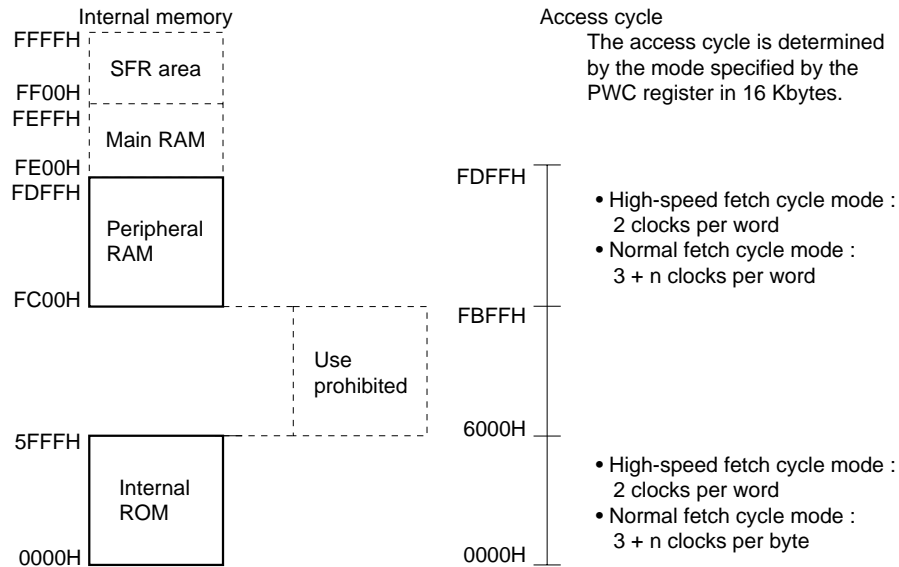 Internal memory
FFFFH
SFR area
FF00H
FEFFH
Main RAM
FE00H
FDFFH
Peripheral
RAM
FC00H
Use
prohibited
5FFFH
Internal
ROM
0000H
Access cycle
The access cycle is determined
by the mode specified by the
PWC register in 16 Kbytes.
FDFFH
• High-speed fetch cycle mode :
2 clocks per word
• Normal fetch cycle mode :
3 + n clocks per word
FBFFH
6000H
• High-speed fetch cycle mode :
2 clocks per word
• Normal fetch cycle mode :
3 + n clocks per byte
0000H